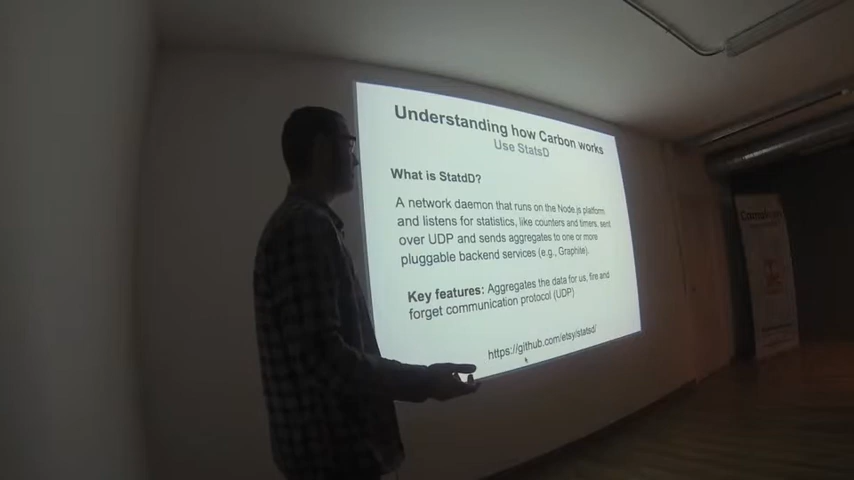 Understanding how Carbon works
Use StatsD
What is StatdD?
A network daemon that runs on the Node.js platform
and listens for statistics, like counters and timers, sent
over UDP and sends aggregates to one or more
pluggable backend services (e.g., Graphite).
Key features: Aggregates the data for us, fire and
forget communication protocol (UDP)
https://github.com/etsy/statsd/